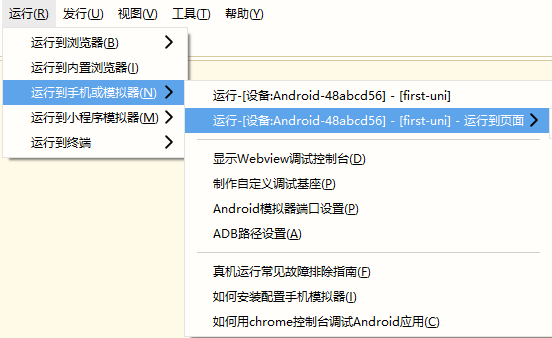 运行(R) 发行(U) 视图(V) 工具(T) 帮助(Y)
运行到浏览器(B)
运行到内置浏览器(I)
运行到手机或模拟器(N)
运行到小程序模拟器(M)
运行到终端
运行-[设备:Android-48abcd56] - [first-uni]
运行-[设备:Android-48abcd56] - [first-uni] - 运行到页面
显示Webview调试控制台(D)
制作自定义调试基座(P)
Android模拟器端口设置(P)
ADB路径设置(A)
真机运行常见故障排除指南(F)
如何安装配置手机模拟器(I)
如何用chrome控制台调试Android应用(C)